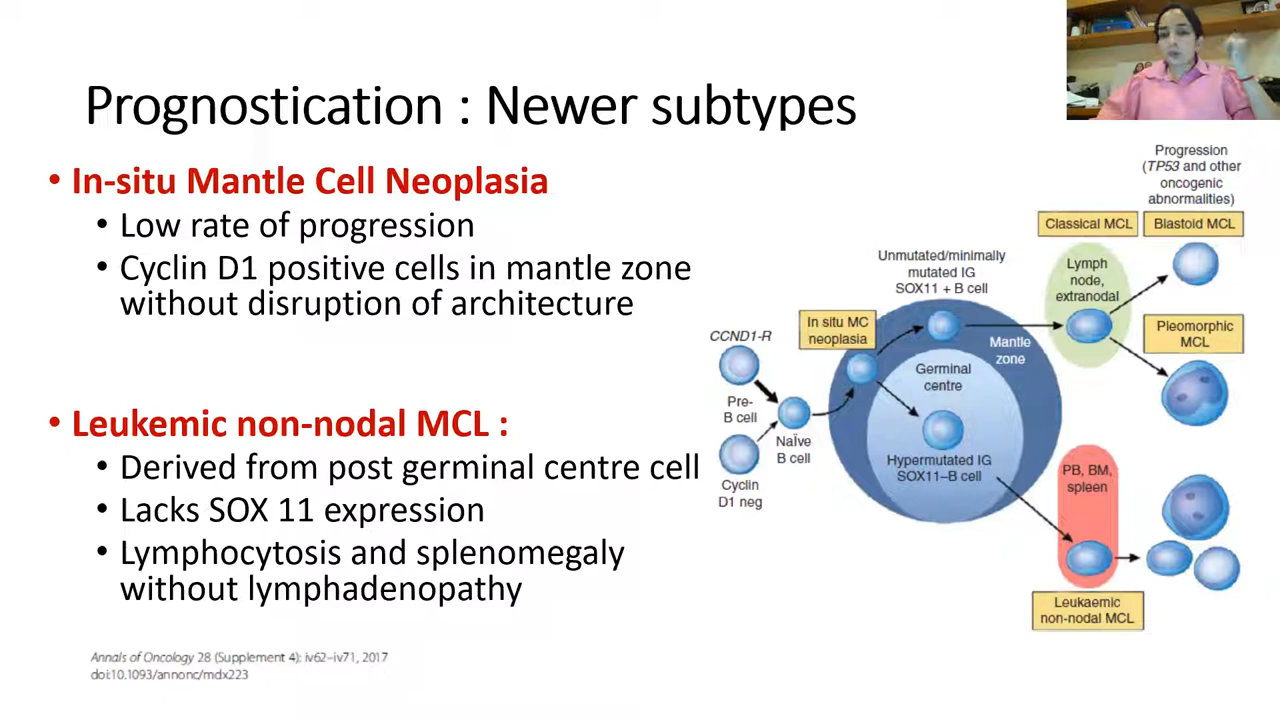 Prognostication : Newer subtypes
• In-situ Mantle Cell Neoplasia
• Low rate of progression
• Cyclin D1 positive cells in mantle zone
without disruption of architecture
• Leukemic non-nodal MCL :
• Derived from post germinal centre cell
• Lacks SOX 11 expression
• Lymphocytosis and splenomegaly
without lymphadenopathy
Annals of Oncology 28 (Supplement 4): iv62–iv71, 2017
doi:10.1093/annonc/mdx223
Progression
(TP53 and other
oncogenic
abnormalities)
Classical MCL
Blastoid MCL
Unmutated/minimally
mutated IG
SOX11 + B cell
Lymph
node,
extranodal
In situ MC
neoplasia
Pleomorphic
MCL
CCND1-R
Mantle
zone
Germinal
centre
Pre-
B cell
Naïve
B cell
Hypermutated IG
SOX11–B cell
Cyclin
D1 neg
PB, BM,
spleen
Leukaemic
non-nodal MCL